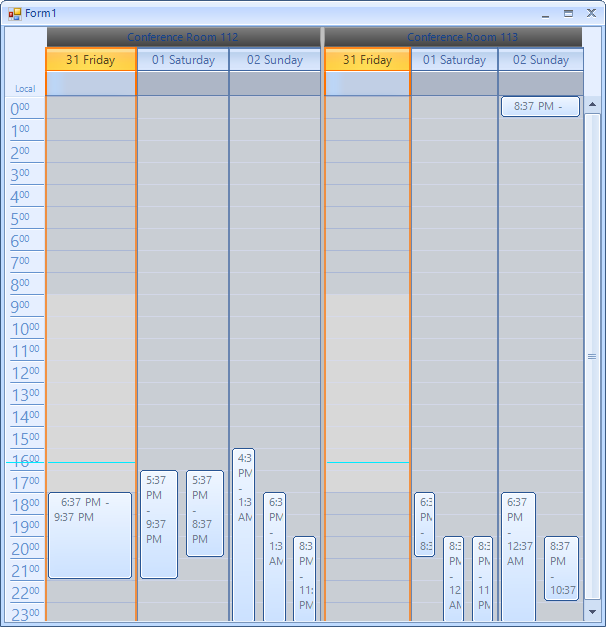 Form1
Conference Room 112
Conference Room 113
31 Friday
01 Saturday
02 Sunday
31 Friday
01 Saturday
02 Sunday
Local
0 00
8:37 PM -
1 00
2 00
3 00
4 00
5 00
6 00
7 00
8 00
9 00
10 00
11 00
12 00
13 00
14 00
15 00
16 00
17 00
18 00
19 00
20 00
21 00
22 00
23 00
6:37 PM -
9:37 PM
5:37
PM
-
9:37
PM
5:37
PM
-
8:37
PM
4:3
PM
-
1:3
AM
6:3
PM
-
1:3
AM
8:3
PM
-
11:
PM
6:3
PM
-
8:3
8:3
PM
-
12
AM
8:3
PM
-
11:
PM
6:37
PM
-
12:37
AM
8:37
PM
-
10:37